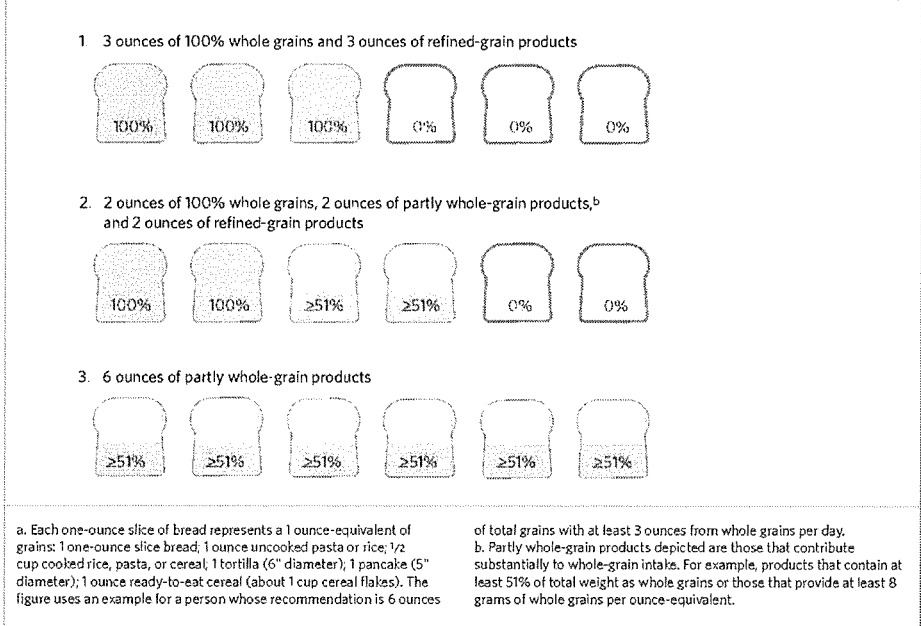 1 3 ounces of 100% whole grains and 3 ounces of refined-grain products
100% 100% 100% 0% 0% 0%
2. 2 ounces of 100% whole grains, 2 ounces of partly whole-grain products,ᵇ
and 2 ounces of refined-grain products
100% 100% ≥51% ≥51% 0% 0%
3. 6 ounces of partly whole-grain products
≥51% ≥51% ≥51% ≥51% ≥51% ≥51%
a. Each one-ounce slice of bread represents a 1 ounce-equivalent of
grains: 1 one-ounce slice bread; 1 ounce uncooked pasta or rice; 1/2
cup cooked rice, pasta, or cereal; 1 tortilla (6" diameter); 1 pancake (5"
diameter); 1 ounce ready-to-eat cereal (about 1 cup cereal flakes). The
figure uses an example for a person whose recommendation is 6 ounces
of total grains with at least 3 ounces from whole grains per day.
b. Partly whole-grain products depicted are those that contribute
substantially to whole-grain intake. For example, products that contain at
least 51% of total weight as whole grains or those that provide at least 8
grams of whole grains per ounce-equivalent.